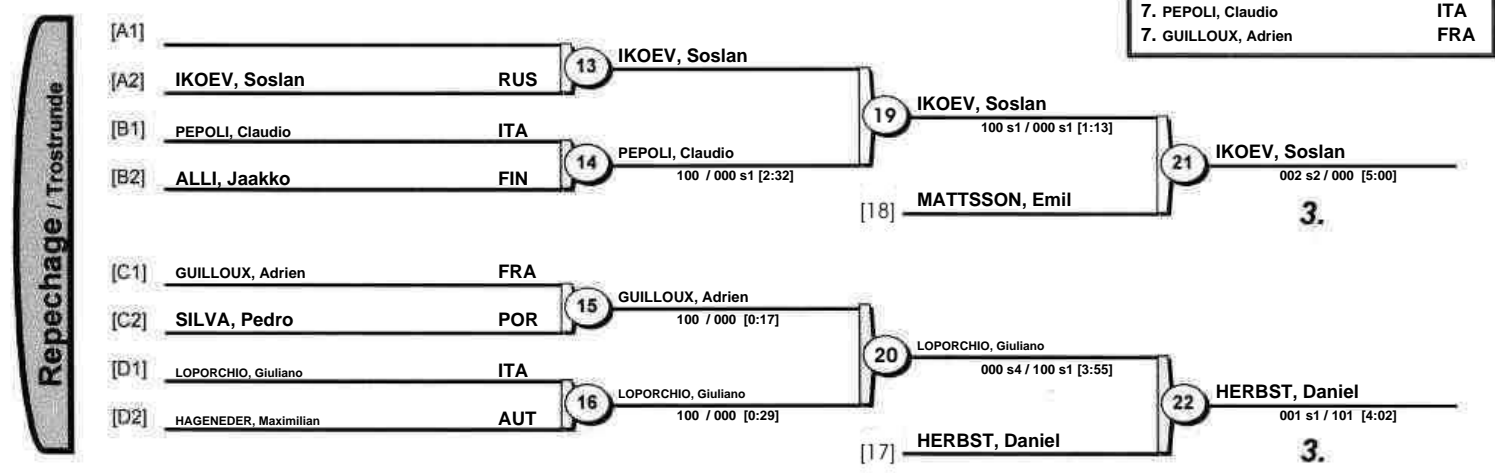 7. PEPOLI, Claudio ITA
7. GUILLOUX, Adrien FRA
Repechage / Trostrunde
[A1]
[A2] IKOEV, Soslan RUS
13 IKOEV, Soslan
[B1] PEPOLI, Claudio ITA
[B2] ALLI, Jaakko FIN
14 PEPOLI, Claudio
100 / 000 s1 [2:32]
19 IKOEV, Soslan
100 s1 / 000 s1 [1:13]
[18] MATTSSON, Emil
21 IKOEV, Soslan
002 s2 / 000 [5:00]
3.
[C1] GUILLOUX, Adrien FRA
[C2] SILVA, Pedro POR
15 GUILLOUX, Adrien
100 / 000 [0:17]
[D1] LOPORCHIO, Giuliano ITA
[D2] HAGENEDER, Maximilian AUT
16 LOPORCHIO, Giuliano
100 / 000 [0:29]
20 LOPORCHIO, Giuliano
000 s4 / 100 s1 [3:55]
[17] HERBST, Daniel
22 HERBST, Daniel
001 s1 / 101 [4:02]
3.